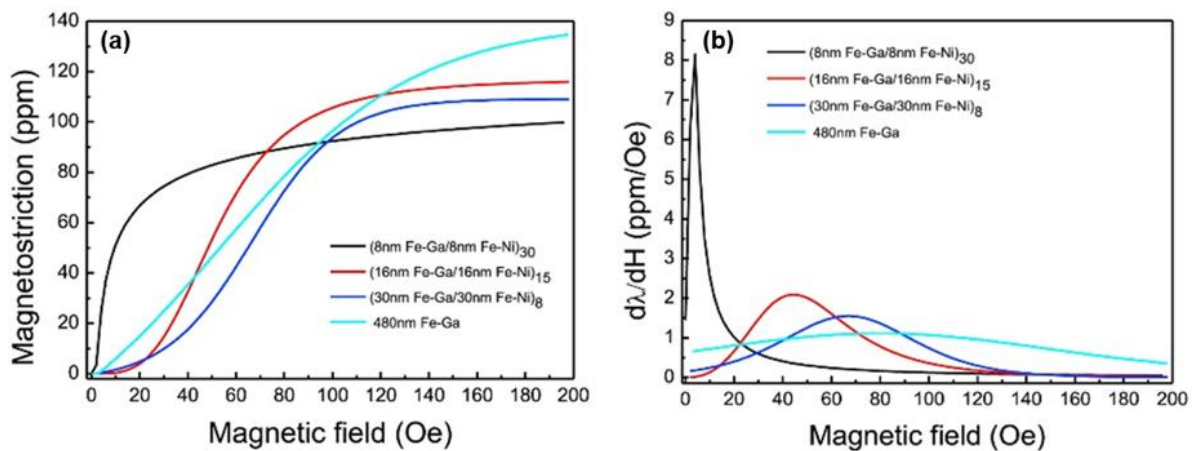 (a)
Magnetostriction (ppm)
140
120
100
80
60
40
20
0
(8nm Fe-Ga/8nm Fe-Ni)30
(16nm Fe-Ga/16nm Fe-Ni)15
(30nm Fe-Ga/30nm Fe-Ni)8
480nm Fe-Ga
0 20 40 60 80 100 120 140 160 180 200
Magnetic field (Oe)
(b)
dλ/dH (ppm/Oe)
9
8
7
6
5
4
3
2
1
0
(8nm Fe-Ga/8nm Fe-Ni)30
(16nm Fe-Ga/16nm Fe-Ni)15
(30nm Fe-Ga/30nm Fe-Ni)8
480nm Fe-Ga
0 20 40 60 80 100 120 140 160 180 200
Magnetic field (Oe)